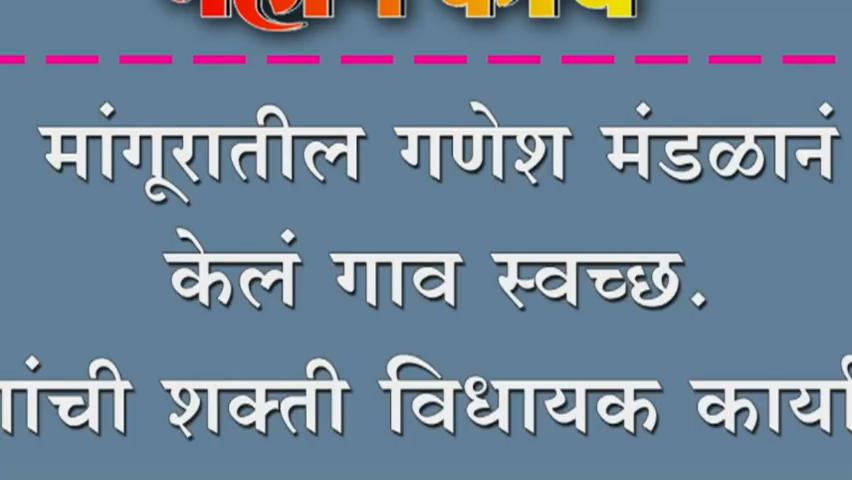 मांगूरातील गणेश मंडळानं
केलं गाव स्वच्छ.
शक्ती विधायक